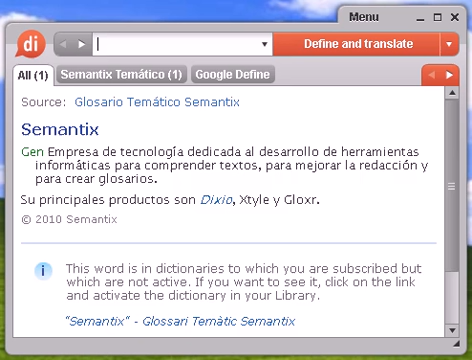 Menu
di
Define and translate
All (1)
Semantix Temático (1)
Google Define
Source: Glosario Temático Semantix
Semantix
Gen Empresa de tecnología dedicada al desarrollo de herramientas
informáticas para comprender textos, para mejorar la redacción y
para crear glosarios.
Su principales productos son Dixio, Xtyle y Gloxr.
© 2010 Semantix
i
This word is in dictionaries to which you are subscribed but
which are not active. If you want to see it, click on the link
and activate the dictionary in your Library.
"Semantix" - Glossari Temàtic Semantix